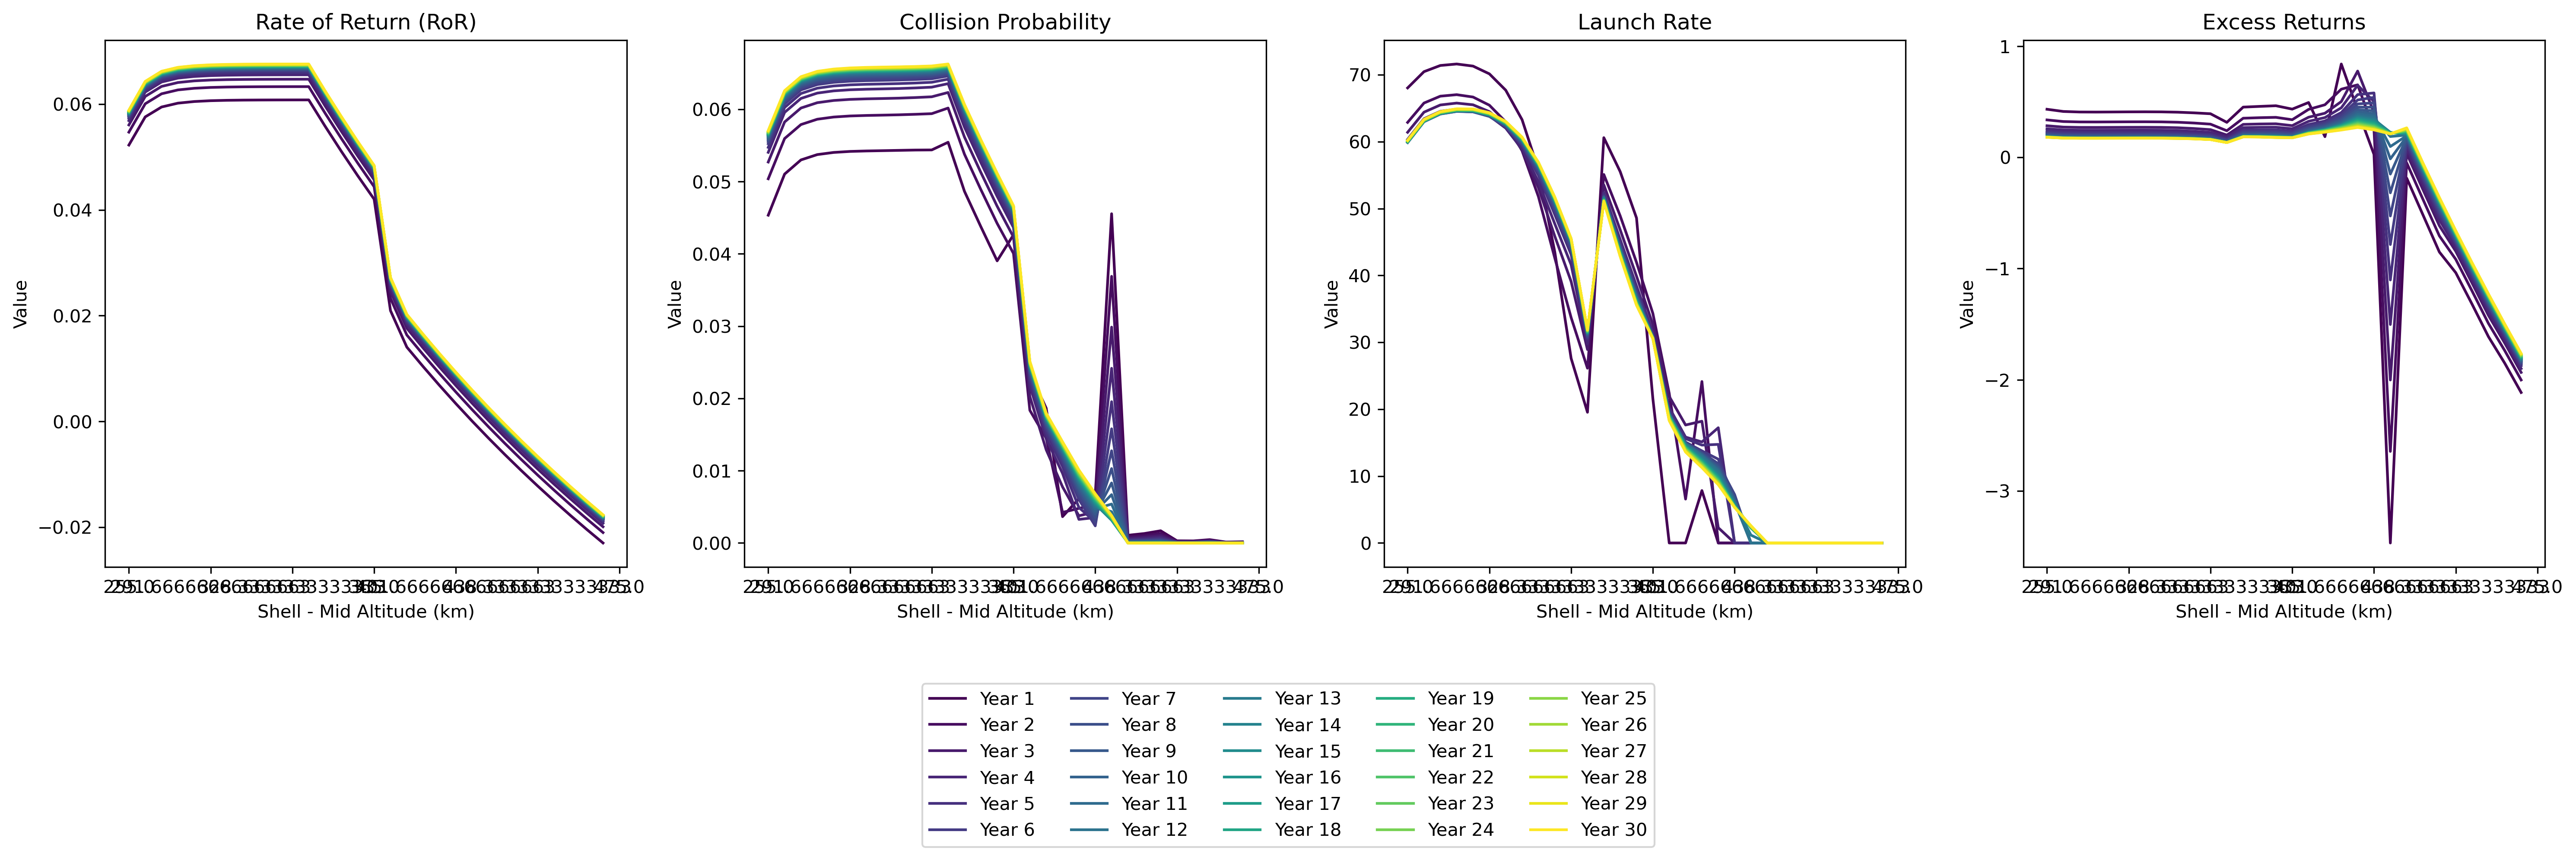 Rate of Return (RoR)
Collision Probability
Launch Rate
Excess Returns
Value
0.06
0.04
0.02
0.00
−0.02
Shell - Mid Altitude (km)
Value
0.06
0.05
0.04
0.03
0.02
0.01
0.00
Shell - Mid Altitude (km)
Value
70
60
50
40
30
20
10
0
Shell - Mid Altitude (km)
Value
1
0
−1
−2
−3
Shell - Mid Altitude (km)
Year 1
Year 2
Year 3
Year 4
Year 5
Year 6
Year 7
Year 8
Year 9
Year 10
Year 11
Year 12
Year 13
Year 14
Year 15
Year 16
Year 17
Year 18
Year 19
Year 20
Year 21
Year 22
Year 23
Year 24
Year 25
Year 26
Year 27
Year 28
Year 29
Year 30